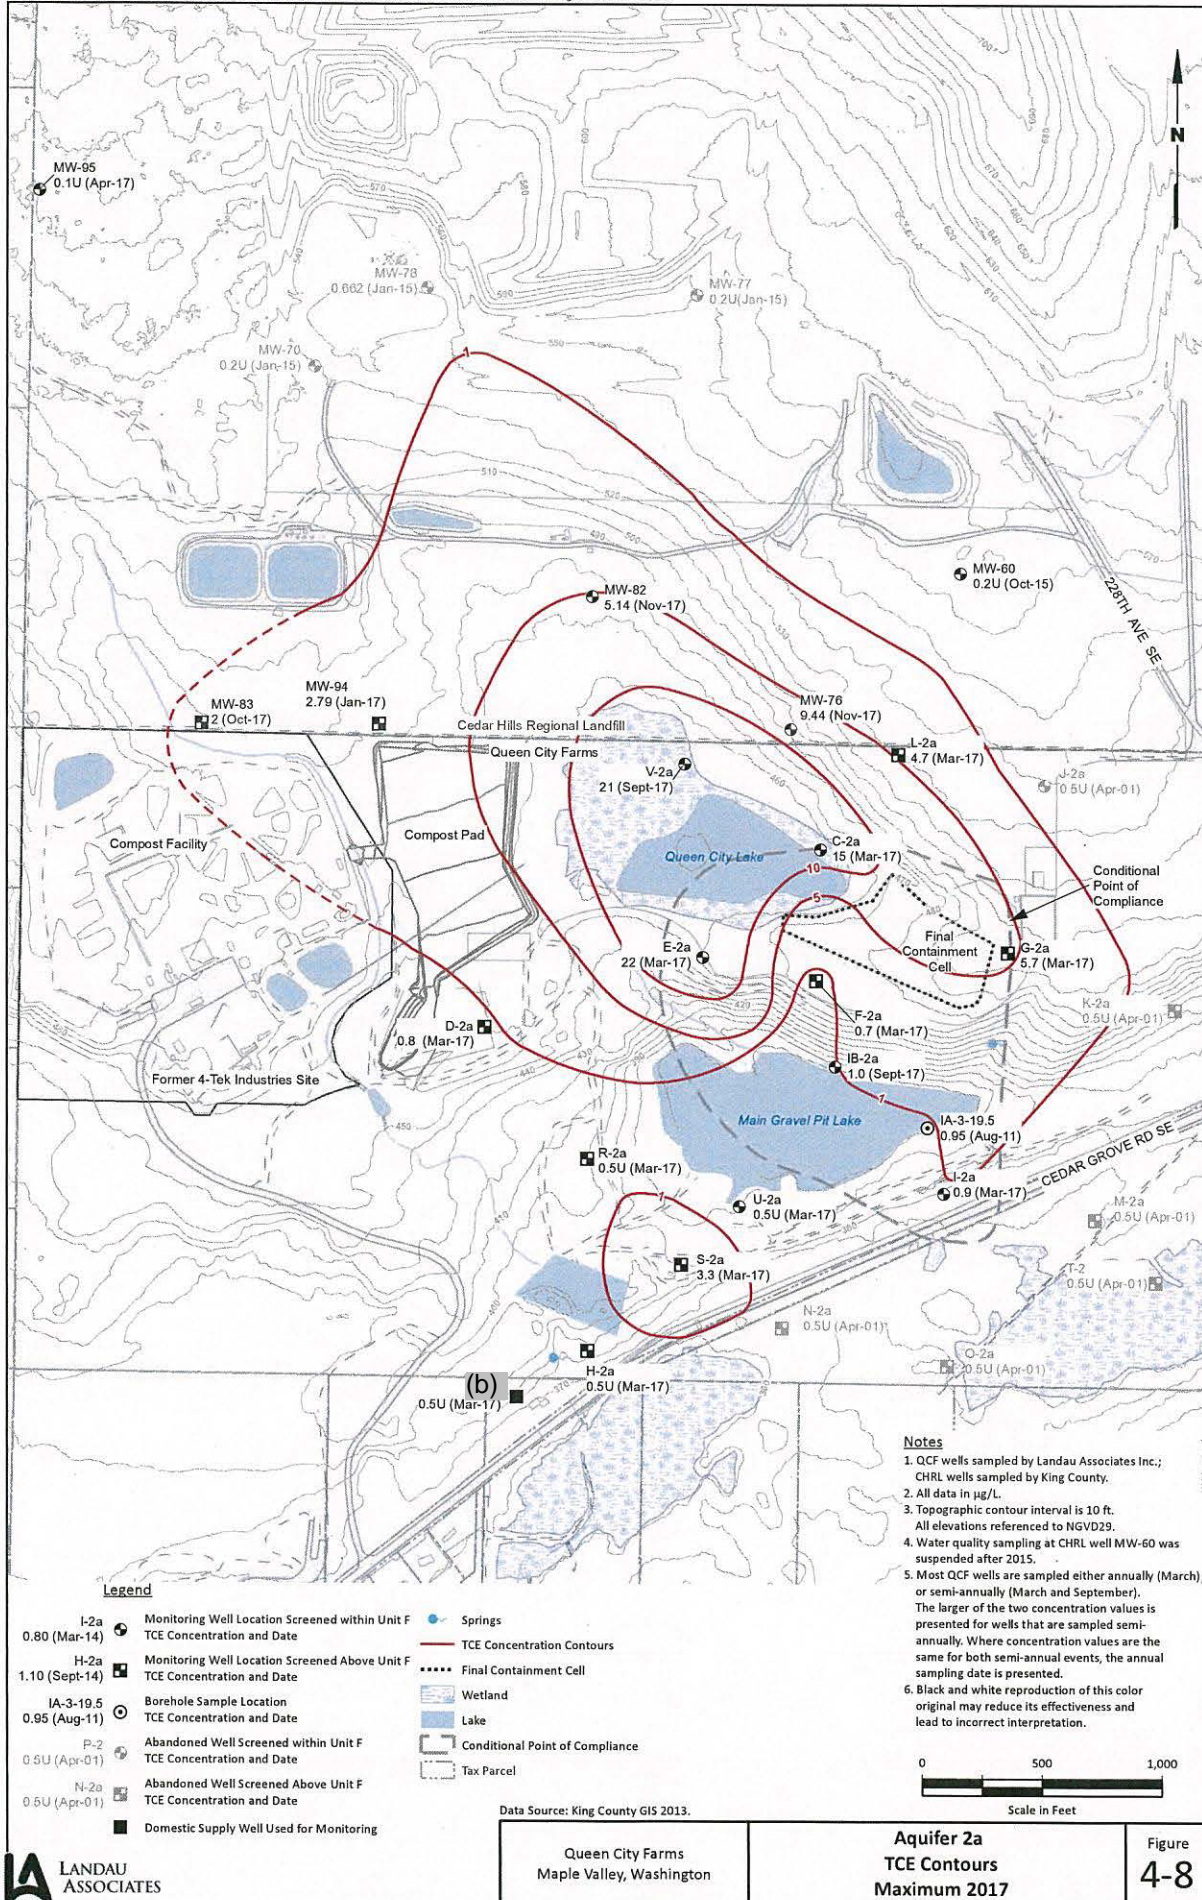 N
MW-95
0.1U (Apr-17)
MW-78
0.662 (Jan-15)
MW-77
0.2U(Jan-15)
MW-70
0.2U (Jan-15)
MW-60
0.2U (Oct-15)
228TH AVE SE
MW-82
5.14 (Nov-17)
MW-83
2 (Oct-17)
MW-94
2.79 (Jan-17)
MW-76
9.44 (Nov-17)
Cedar Hills Regional Landfill
Queen City Farms
L-2a
4.7 (Mar-17)
V-2a
21 (Sept-17)
J-2a
0.5U (Apr-01)
Compost Facility
Compost Pad
Queen City Lake
C-2a
15 (Mar-17)
10
5
1
Conditional
Point of
Compliance
Final
Containment
Cell
G-2a
5.7 (Mar-17)
E-2a
22 (Mar-17)
F-2a
0.7 (Mar-17)
K-2a
0.5U (Apr-01)
D-2a
0.8 (Mar-17)
IB-2a
1.0 (Sept-17)
Former 4-Tek Industries Site
Main Gravel Pit Lake
1
IA-3-19.5
0.95 (Aug-11)
CEDAR GROVE RD SE
R-2a
0.5U (Mar-17)
I-2a
0.9 (Mar-17)
U-2a
0.5U (Mar-17)
M-2a
0.5U (Apr-01)
1
S-2a
3.3 (Mar-17)
T-2
0.5U (Apr-01)
N-2a
0.5U (Apr-01)
O-2a
0.5U (Apr-01)
H-2a
0.5U (Mar-17)
(b)
0.5U (Mar-17)
Notes
1. QCF wells sampled by Landau Associates Inc.;
CHRL wells sampled by King County.
2. All data in µg/L.
3. Topographic contour interval is 10 ft.
All elevations referenced to NGVD29.
4. Water quality sampling at CHRL well MW-60 was
suspended after 2015.
5. Most QCF wells are sampled either annually (March)
or semi-annually (March and September).
The larger of the two concentration values is
presented for wells that are sampled semi-
annually. Where concentration values are the
same for both semi-annual events, the annual
sampling date is presented.
6. Black and white reproduction of this color
original may reduce its effectiveness and
lead to incorrect interpretation.
Legend
I-2a
0.80 (Mar-14)
Monitoring Well Location Screened within Unit F
TCE Concentration and Date
H-2a
1.10 (Sept-14)
Monitoring Well Location Screened Above Unit F
TCE Concentration and Date
IA-3-19.5
0.95 (Aug-11)
Borehole Sample Location
TCE Concentration and Date
P-2
0.5U (Apr-01)
Abandoned Well Screened within Unit F
TCE Concentration and Date
N-2a
0.5U (Apr-01)
Abandoned Well Screened Above Unit F
TCE Concentration and Date
Domestic Supply Well Used for Monitoring
Springs
TCE Concentration Contours
Final Containment Cell
Wetland
Lake
Conditional Point of Compliance
Tax Parcel
0 500 1,000
Scale in Feet
Data Source: King County GIS 2013.
LA LANDAU
ASSOCIATES
Queen City Farms
Maple Valley, Washington
Aquifer 2a
TCE Contours
Maximum 2017
Figure
4-8